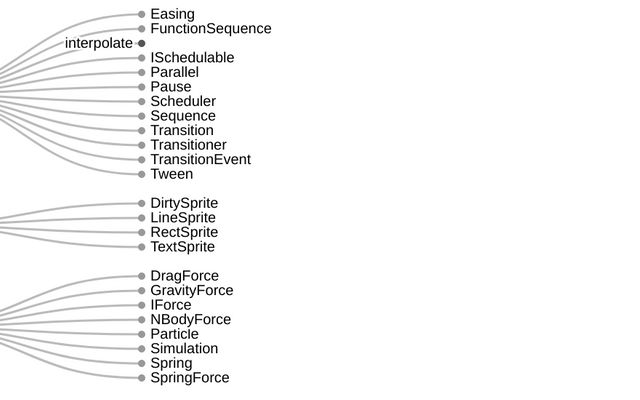 Easing
FunctionSequence
interpolate
ISchedulable
Parallel
Pause
Scheduler
Sequence
Transition
Transitioner
TransitionEvent
Tween
DirtySprite
LineSprite
RectSprite
TextSprite
DragForce
GravityForce
IForce
NBodyForce
Particle
Simulation
Spring
SpringForce